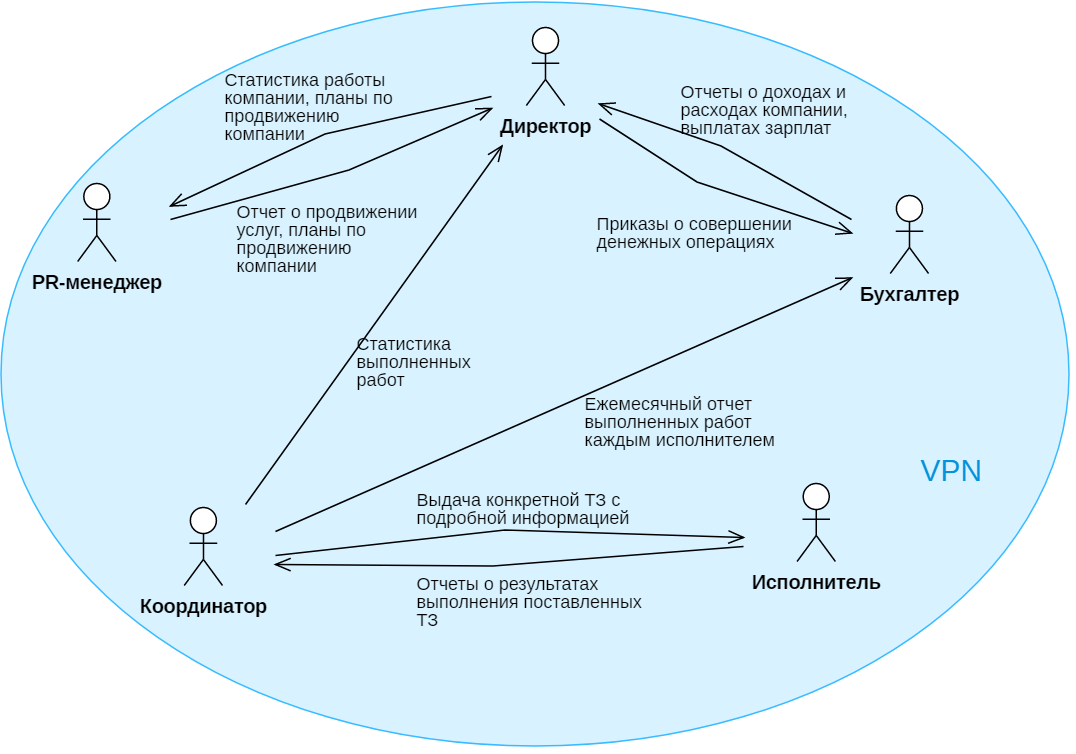 Статистика работы
компании, планы по
продвижению
компании
Отчеты о доходах и
расходах компании,
выплатах зарплат
Директор
Отчет о продвижении
услуг, планы по
продвижению
компании
Приказы о совершении
денежных операциях
PR-менеджер
Бухгалтер
Статистика
выполненных
работ
Ежемесячный отчет
выполненных работ
каждым исполнителем
VPN
Выдача конкретной ТЗ с
подробной информацией
Исполнитель
Отчеты о результатах
выполнения поставленных
ТЗ
Координатор